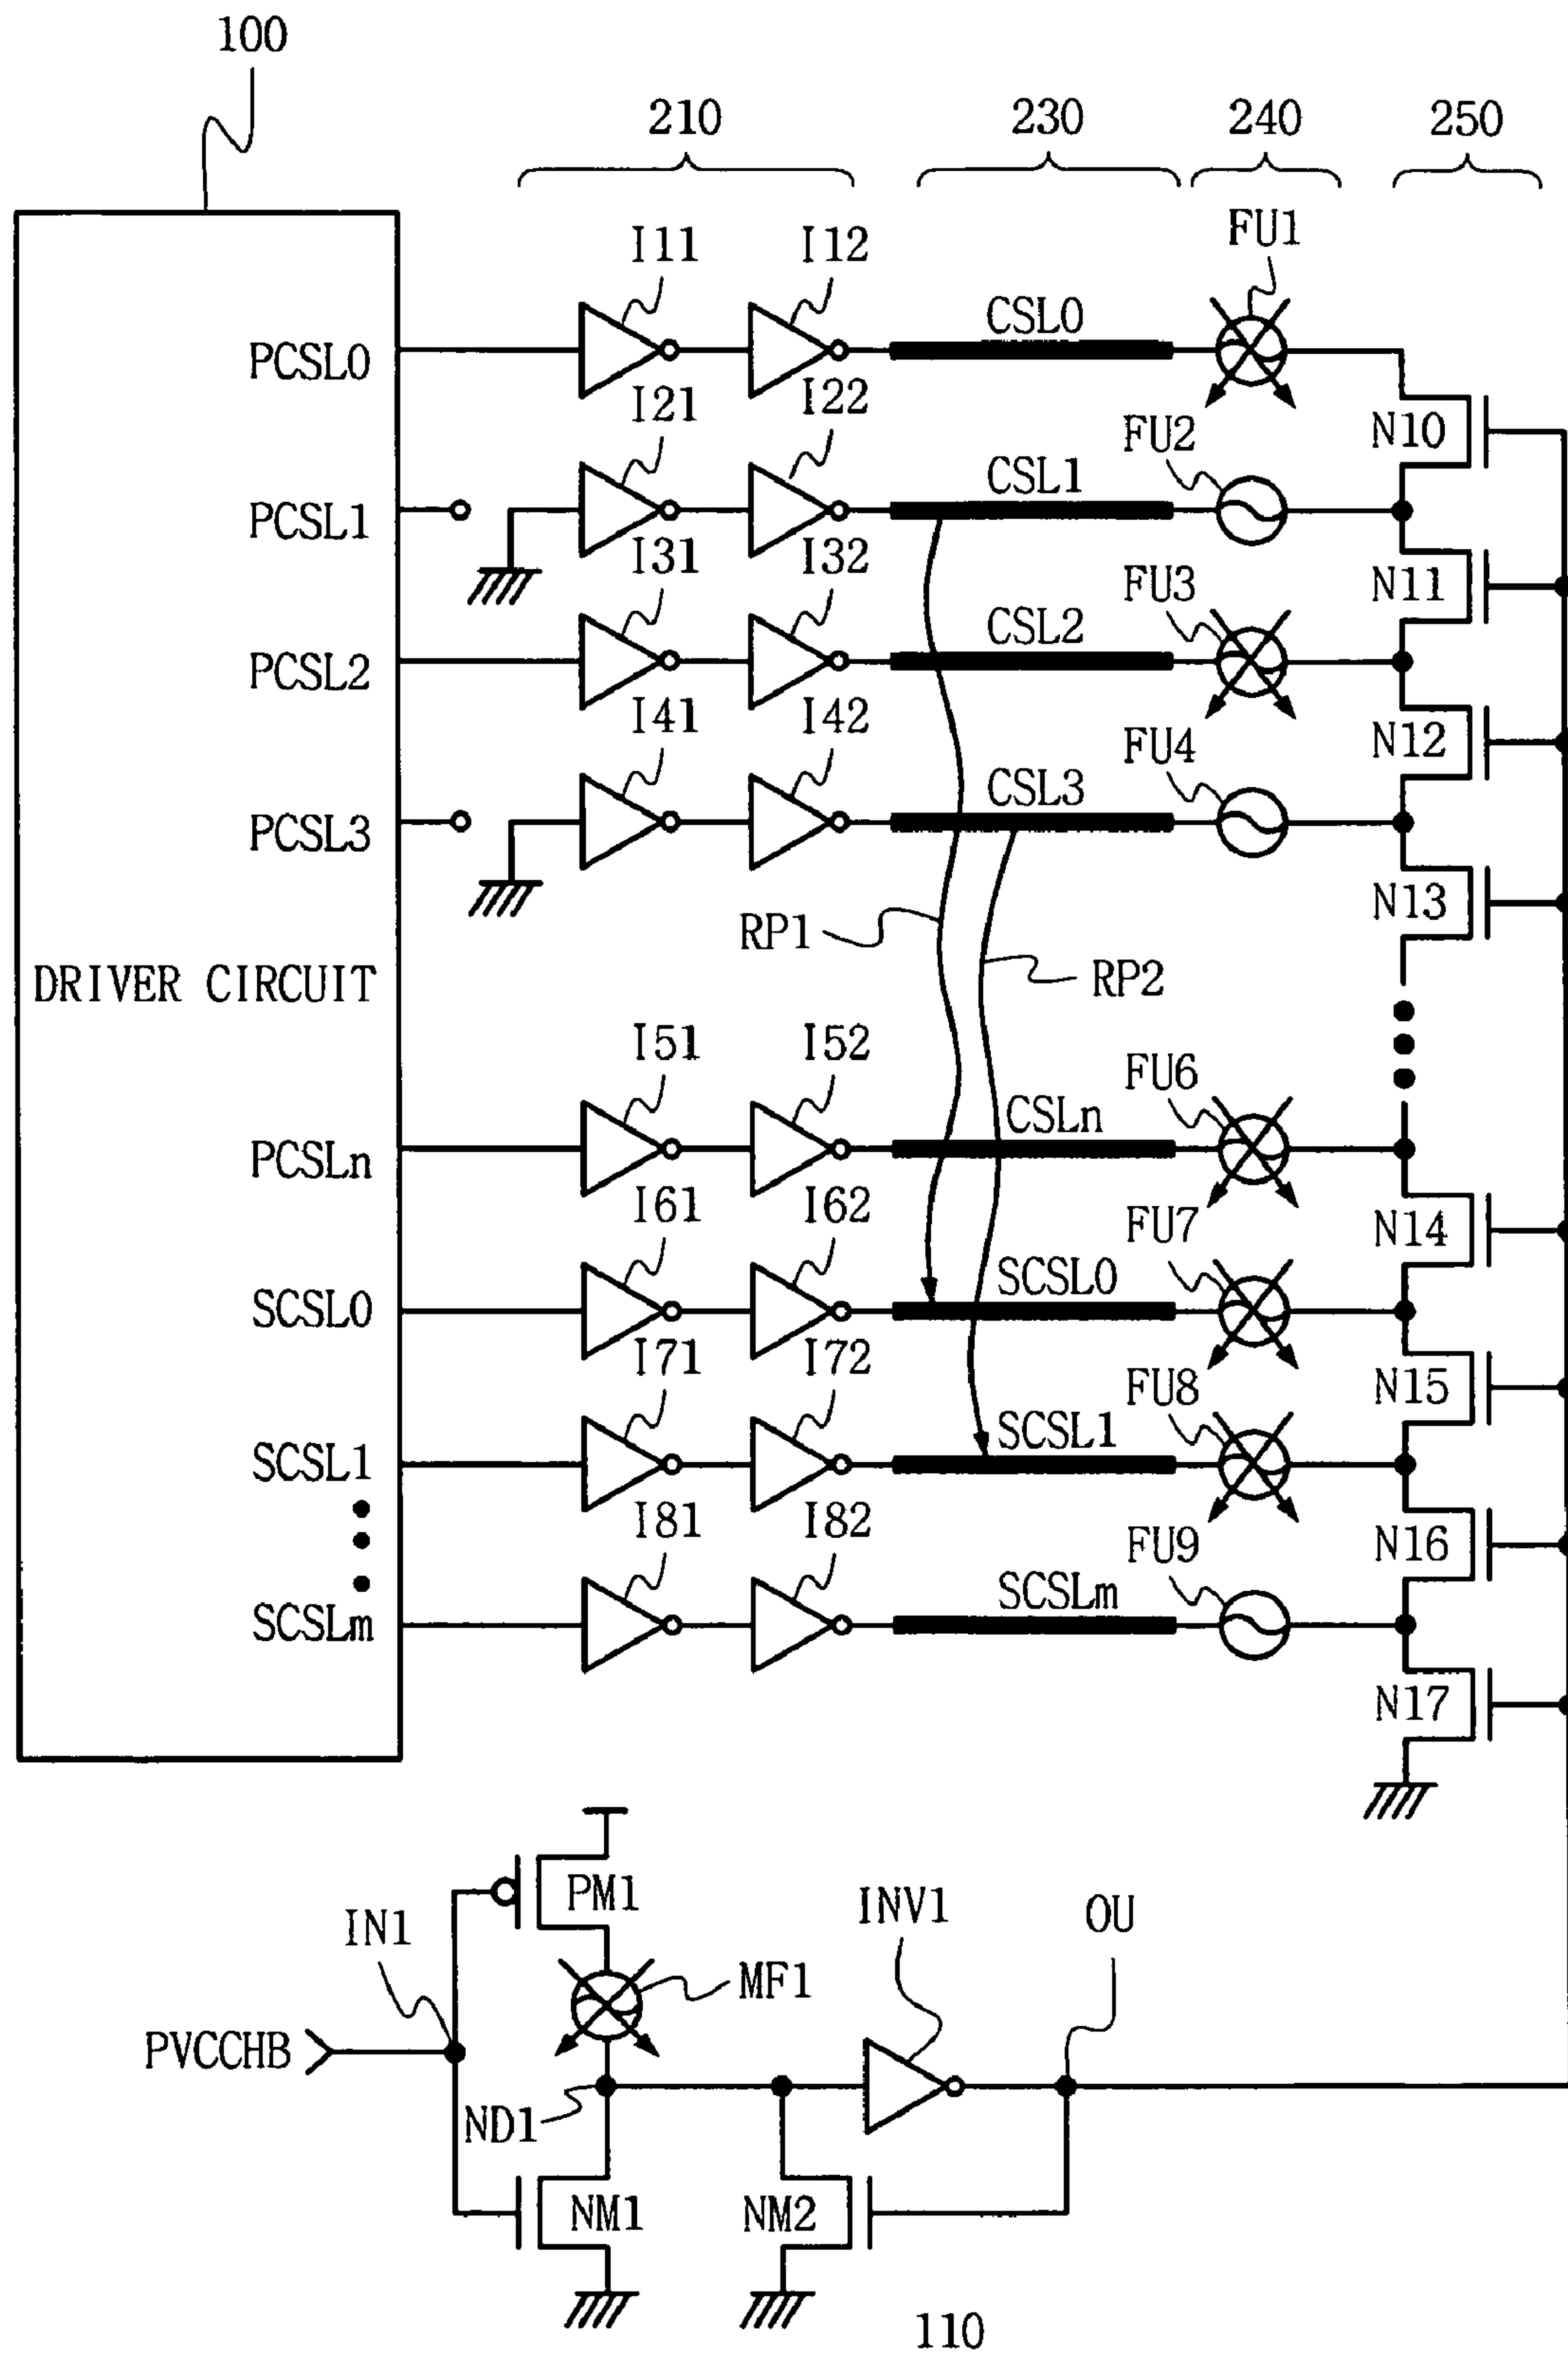 100
210 230 240 250
I11 I12 FU1
CSL0
PCSL0
I21 I22 FU2 N10
CSL1
PCSL1
I31 I32 FU3 N11
CSL2
PCSL2
I41 I42 FU4 N12
CSL3
PCSL3
RP1 N13
RP2
DRIVER CIRCUIT
I51 I52 FU6
CSLn
PCSLn
I61 I62 FU7 N14
SCSL0
SCSL0
I71 I72 FU8 N15
SCSL1
SCSL1
I81 I82 FU9 N16
SCSLm
SCSLm
N17
PM1 INV1 OU
IN1
MF1
PVCCHB
ND1
NM1 NM2
110